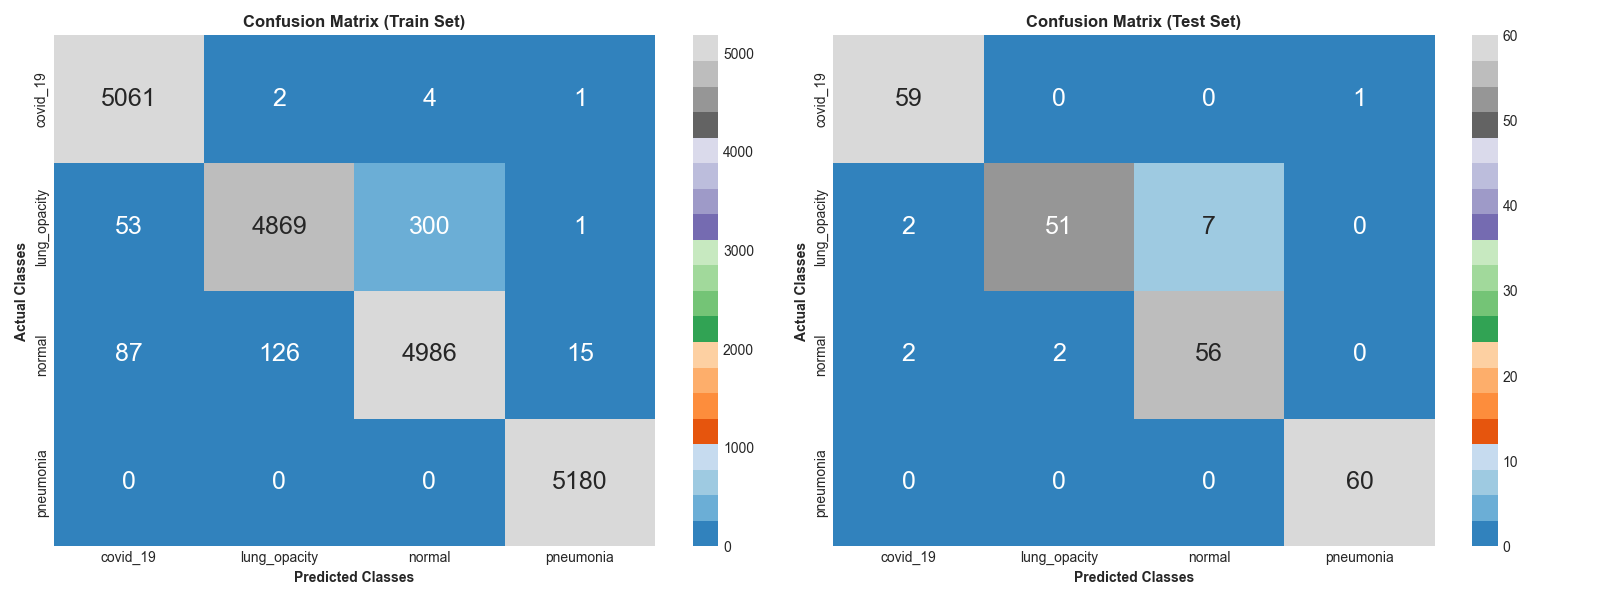 Confusion Matrix (Train Set)
covid_19
5061 2 4 1
lung_opacity
53 4869 300 1
normal
87 126 4986 15
pneumonia
0 0 0 5180
Actual Classes
covid_19 lung_opacity normal pneumonia
Predicted Classes
5000
4000
3000
2000
1000
0
Confusion Matrix (Test Set)
covid_19
59 0 0 1
lung_opacity
2 51 7 0
normal
2 2 56 0
pneumonia
0 0 0 60
Actual Classes
covid_19 lung_opacity normal pneumonia
Predicted Classes
60
50
40
30
20
10
0